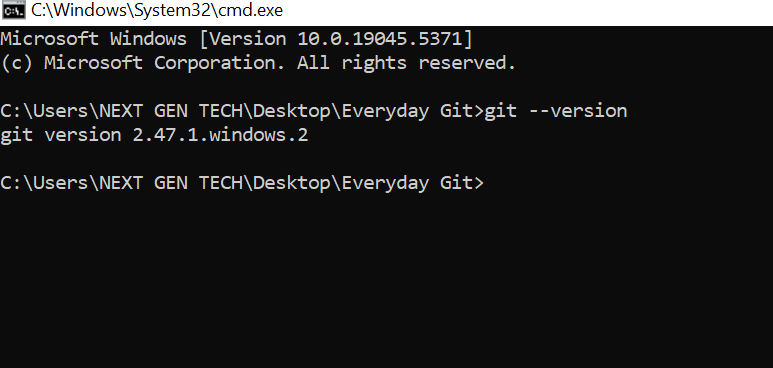 C:\Windows\System32\cmd.exe
Microsoft Windows [Version 10.0.19045.5371]
(c) Microsoft Corporation. All rights reserved.
C:\Users\NEXT GEN TECH\Desktop\Everyday Git>git --version
git version 2.47.1.windows.2
C:\Users\NEXT GEN TECH\Desktop\Everyday Git>